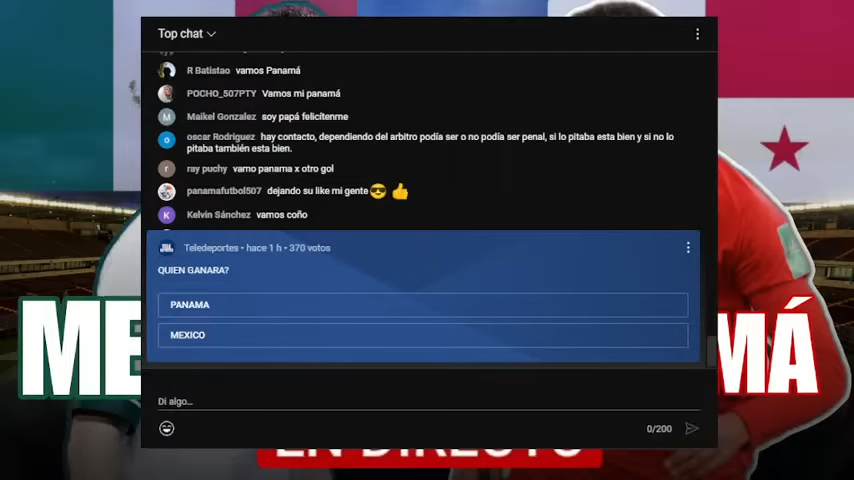 Top chat
R Batistao vamos Panamá
POCHO_507PTY Vamos mi panamá
Maikel Gonzalez soy papá felicítenme
oscar Rodriguez hay contacto, dependiendo del arbitro podía ser o no podía ser penal, si lo pitaba esta bien y si no lo
pitaba también esta bien.
ray puchy vamo panama x otro gol
panamafutbol507 dejando su like mi gente😎 👍
Kelvin Sánchez vamos coño
Teledeportes • hace 1 h • 370 votos
QUIEN GANARA?
PANAMA
MEXICO
ME
MÁ
Di algo...
0/200
EN DIRECTO